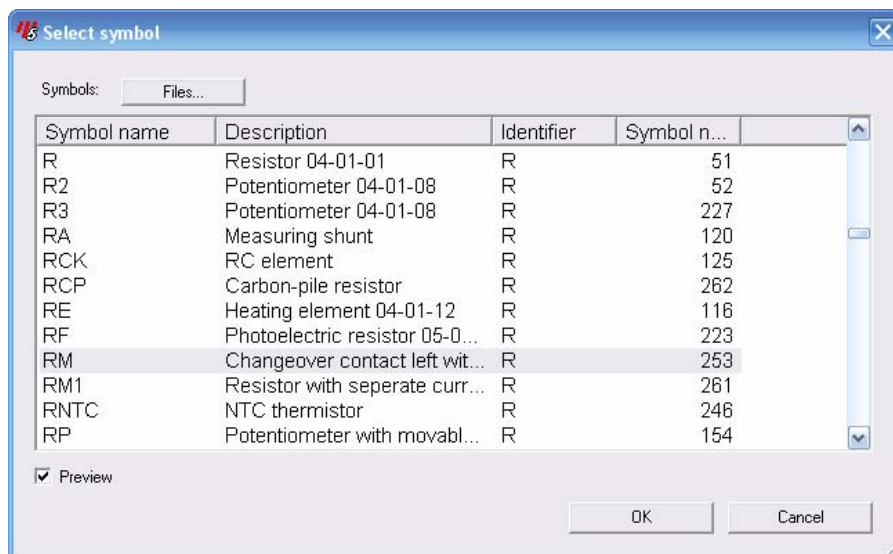 Select symbol
Symbols: Files...
Symbol name Description Identifier Symbol n...
R Resistor 04-01-01 R 51
R2 Potentiometer 04-01-08 R 52
R3 Potentiometer 04-01-08 R 227
RA Measuring shunt R 120
RCK RC element R 125
RCP Carbon-pile resistor R 262
RE Heating element 04-01-12 R 116
RF Photoelectric resistor 05-0... R 223
RM Changeover contact left wit... R 253
RM1 Resistor with seperate curr... R 261
RNTC NTC thermistor R 246
RP Potentiometer with movabl... R 154
Preview
OK Cancel